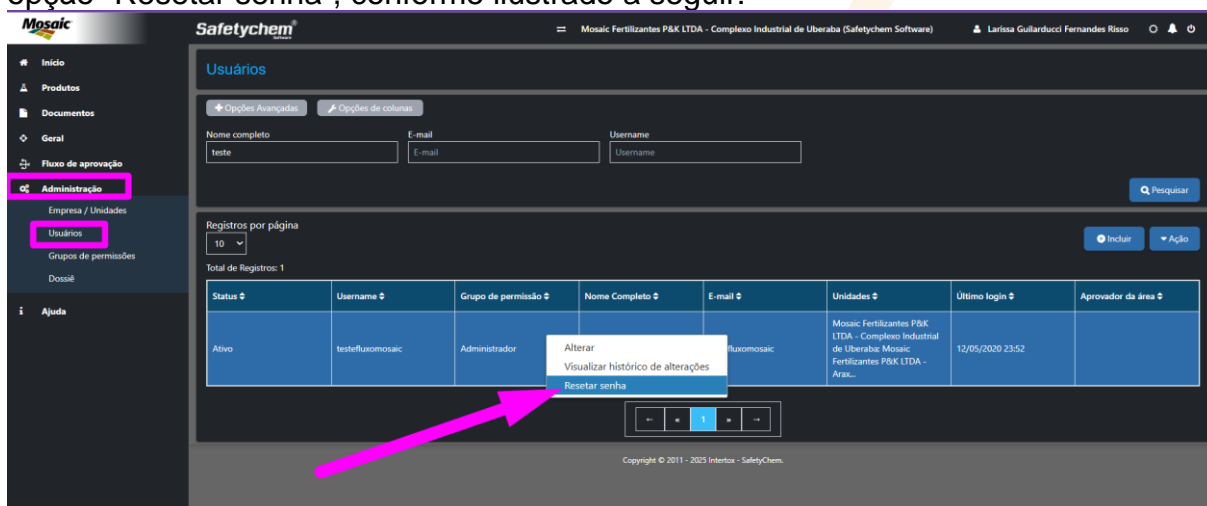 opção "Resetar senha", conforme ilustrado a seguir:
Mosaic
Safetychem®
Software
Mosaic Fertilizantes P&K LTDA - Complexo Industrial de Uberaba (Safetychem Software)
Larissa Guilarducci Fernandes Risso
Início
Produtos
Documentos
Geral
Fluxo de aprovação
Administração
Empresa / Unidades
Usuários
Grupos de permissões
Dossiê
Ajuda
Usuários
Opções Avançadas
Opções de colunas
Nome completo
E-mail
Username
teste
E-mail
Username
Pesquisar
Registros por página
10
Incluir
Ação
Total de Registros: 1
Status
Username
Grupo de permissão
Nome Completo
E-mail
Unidades
Último login
Aprovador da área
Ativo
testefluxomosaic
Administrador
fluxomosaic
Mosaic Fertilizantes P&K
LTDA - Complexo Industrial
de Uberaba: Mosaic
Fertilizantes P&K LTDA -
Arax...
12/05/2020 23:52
Alterar
Visualizar histórico de alterações
Resetar senha
← « 1 » →
Copyright © 2011 - 2025 Intertox - SafetyChem.